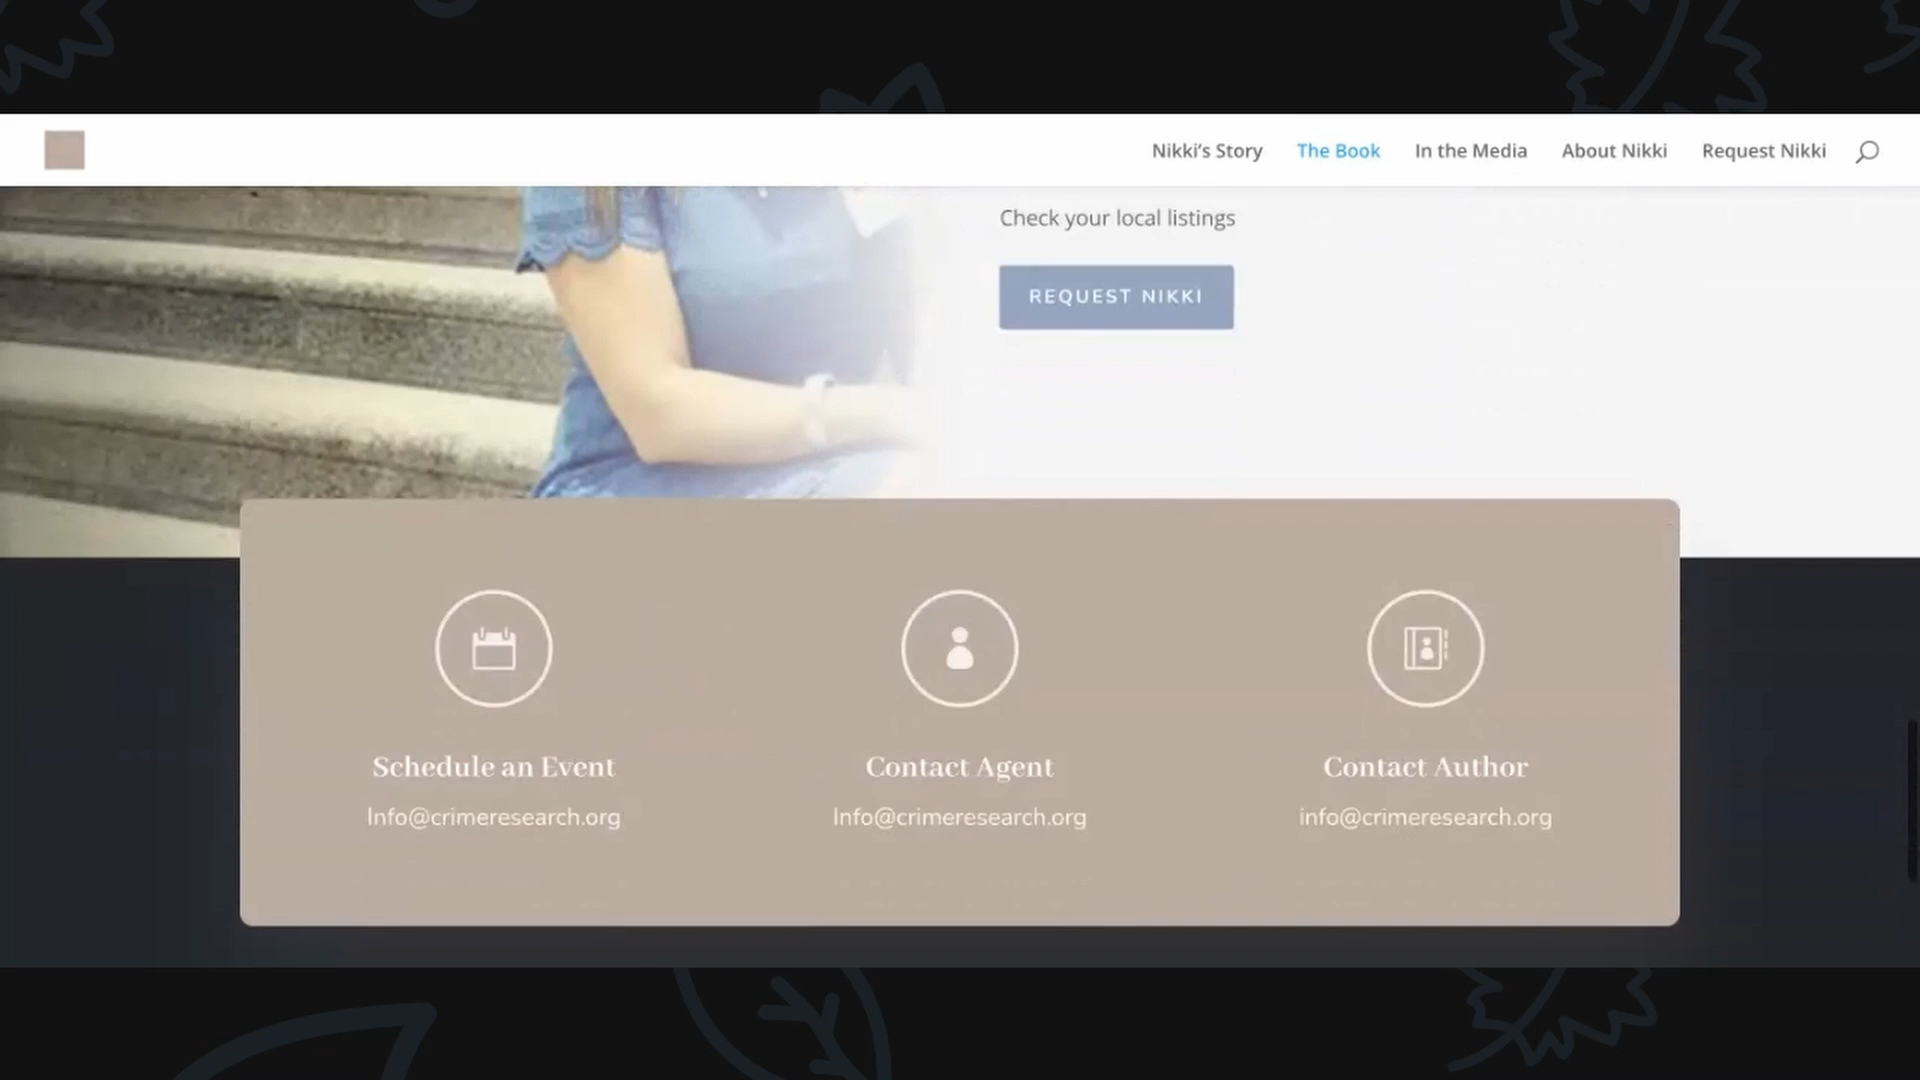 Nikki's Story The Book In the Media About Nikki Request Nikki
Check your local listings
REQUEST NIKKI
Schedule an Event
Info@crimeresearch.org
Contact Agent
Info@crimeresearch.org
Contact Author
info@crimeresearch.org